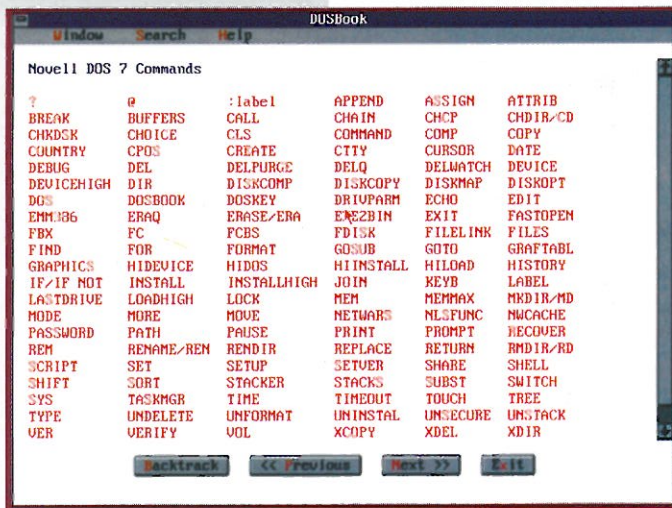 DOSBook
Window Search Help
Novell DOS 7 Commands
? @ :label APPEND ASSIGN ATTRIB
BREAK BUFFERS CALL CHAIN CHCP CHDIR/CD
CHKDSK CHOICE CLS COMMAND COMP COPY
COUNTRY CPOS CREATE CTTY CURSOR DATE
DEBUG DEL DELPURGE DELQ DELWATCH DEVICE
DEVICEHIGH DIR DISKCOMP DISKCOPY DISKMAP DISKOPT
DOS DOSBOOK DOSKEY DRIVPARM ECHO EDIT
EMM386 ERAQ ERASE/ERA EXE2BIN EXIT FASTOPEN
FBX FC FCBS FDISK FILELINK FILES
FIND FOR FORMAT GOSUB GOTO GRAFTABL
GRAPHICS HIDEVICE HIDOS HIINSTALL HILOAD HISTORY
IF/IF NOT INSTALL INSTALLHIGH JOIN KEYB LABEL
LASTDRIVE LOADHIGH LOCK MEM MEMMAX MKDIR/MD
MODE MORE MOVE NETWARS NLSFUNC NWCACHE
PASSWORD PATH PAUSE PRINT PROMPT RECOVER
REM RENAME/REN RENDIR REPLACE RETURN RMDIR/RD
SCRIPT SET SETUP SETVER SHARE SHELL
SHIFT SORT STACKER STACKS SUBST SWITCH
SYS TASKMGR TIME TIMEOUT TOUCH TREE
TYPE UNDELETE UNFORMAT UNINSTAL UNSECURE UNSTACK
VER VERIFY VOL XCOPY XDEL XDIR
Backtrack << Previous Next >> Exit